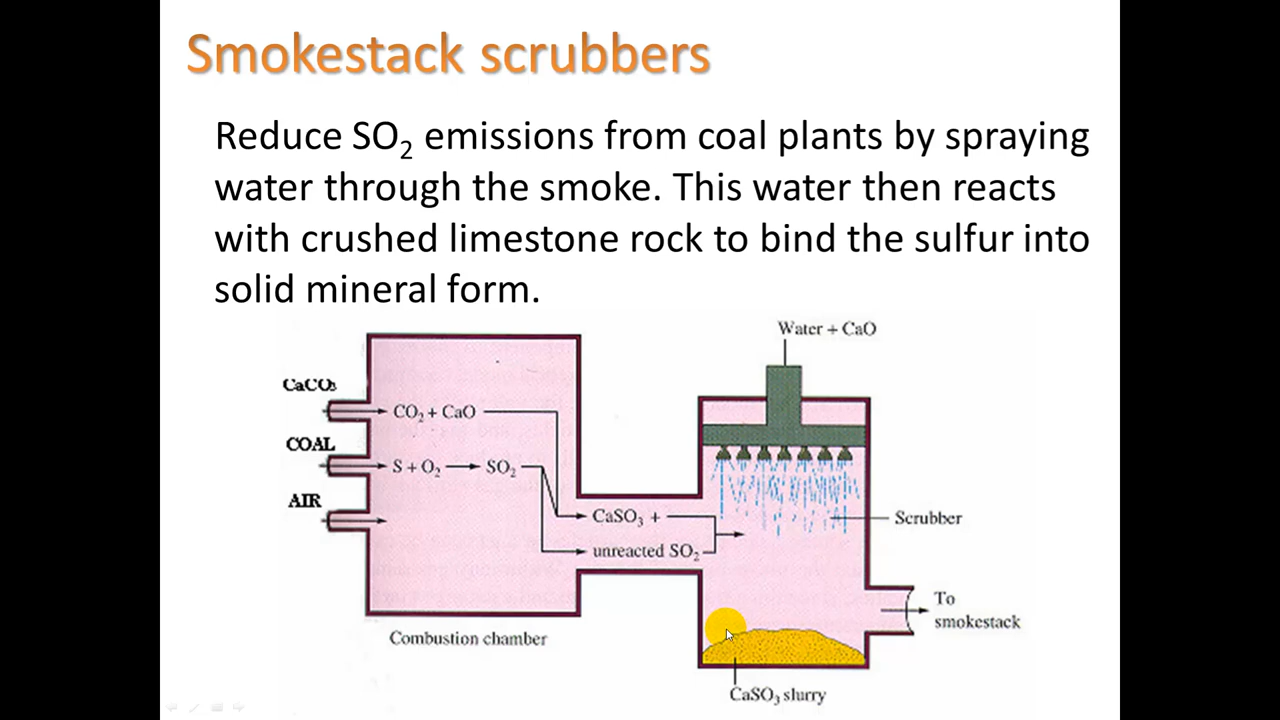 Smokestack scrubbers
Reduce SO₂ emissions from coal plants by spraying
water through the smoke. This water then reacts
with crushed limestone rock to bind the sulfur into
solid mineral form.
Water + CaO
CaCO₃
CO₂ + CaO
COAL
S + O₂ → SO₂
AIR
CaSO₃ +
unreacted SO₂
Scrubber
To
smokestack
Combustion chamber
CaSO₃ slurry